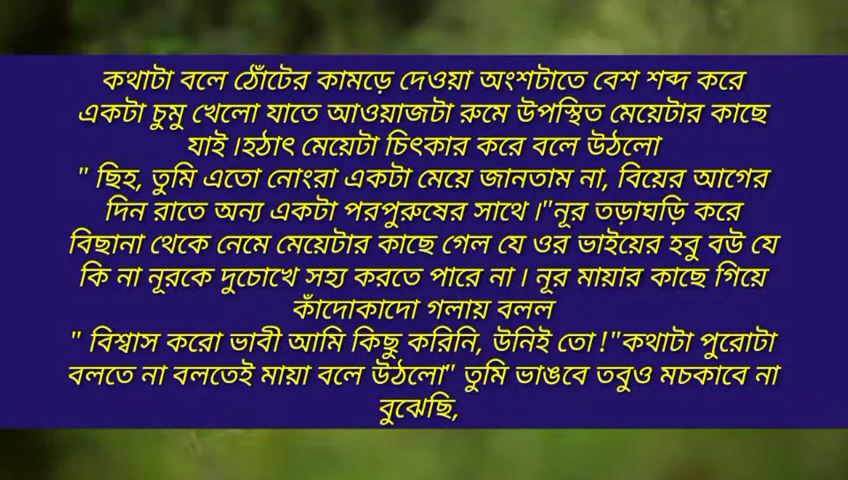 কথাটা বলে ঠোঁটের কামড়ে দেওয়া অংশটাতে বেশ শব্দ করে
একটা চুমু খেলো যাতে আওয়াজটা রুমে উপস্থিত মেয়েটার কাছে
যাই।হঠাৎ মেয়েটা চিৎকার করে বলে উঠলো
" ছিহ, তুমি এতো নোংরা একটা মেয়ে জানতাম না, বিয়ের আগের
দিন রাতে অন্য একটা পরপুরুষের সাথে।"নূর তড়াঘড়ি করে
বিছানা থেকে নেমে মেয়েটার কাছে গেল যে ওর ভাইয়ের হবু বউ যে
কি না নূরকে দুচোখে সহ্য করতে পারে না। নূর মায়ার কাছে গিয়ে
কাঁদোকাদো গলায় বলল
" বিশ্বাস করো ভাবী আমি কিছু করিনি, উনিই তো!"কথাটা পুরোটা
বলতে না বলতেই মায়া বলে উঠলো" তুমি ভাঙবে তবুও মচকাবে না
বুঝেছি,